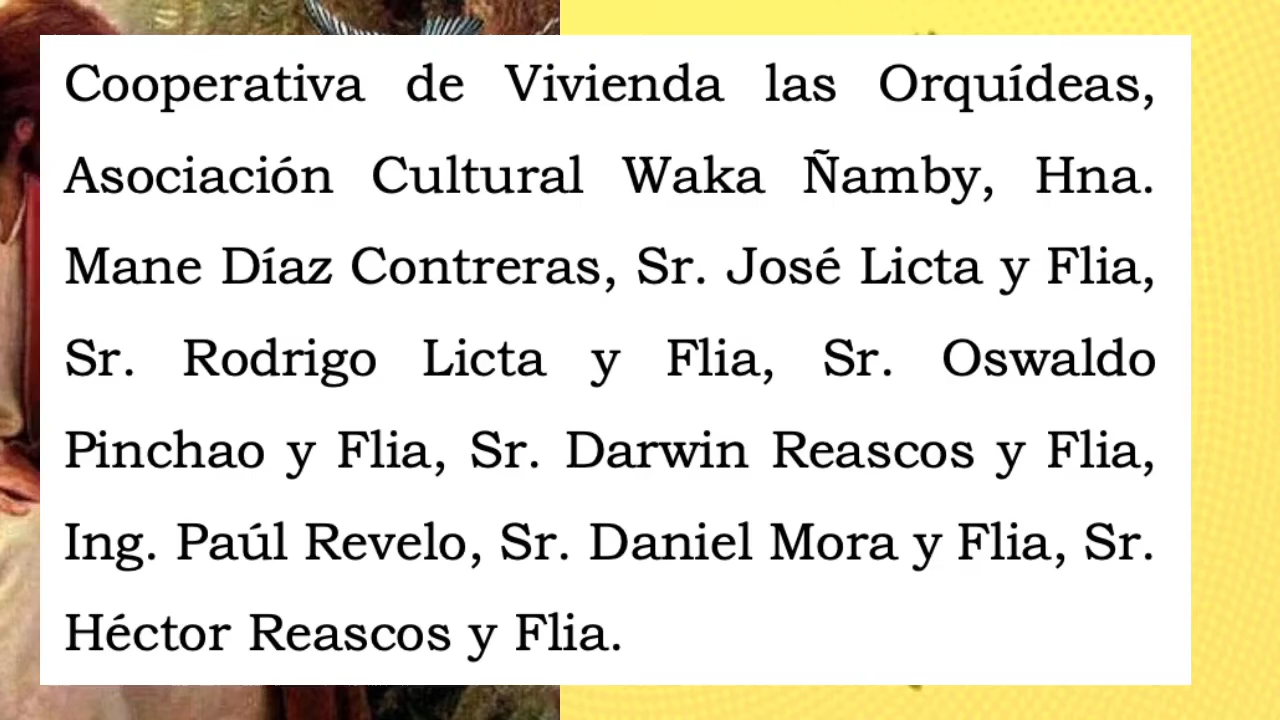 Cooperativa de Vivienda las Orquídeas,
Asociación Cultural Waka Ñamby, Hna.
Mane Díaz Contreras, Sr. José Licta y Flia,
Sr. Rodrigo Licta y Flia, Sr. Oswaldo
Pinchao y Flia, Sr. Darwin Reascos y Flia,
Ing. Paúl Revelo, Sr. Daniel Mora y Flia, Sr.
Héctor Reascos y Flia.